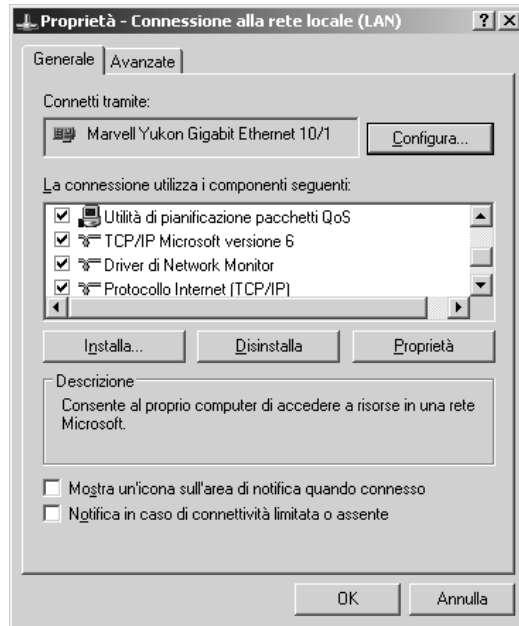 Proprietà - Connessione alla rete locale (LAN)
Generale
Avanzate
Connetti tramite:
Marvell Yukon Gigabit Ethernet 10/1
Configura...
La connessione utilizza i componenti seguenti:
Utilità di pianificazione pacchetti QoS
TCP/IP Microsoft versione 6
Driver di Network Monitor
Protocollo Internet (TCP/IP)
Installa...
Disinstalla
Proprietà
Descrizione
Consente al proprio computer di accedere a risorse in una rete
Microsoft.
Mostra un'icona sull'area di notifica quando connesso
Notifica in caso di connettività limitata o assente
OK
Annulla